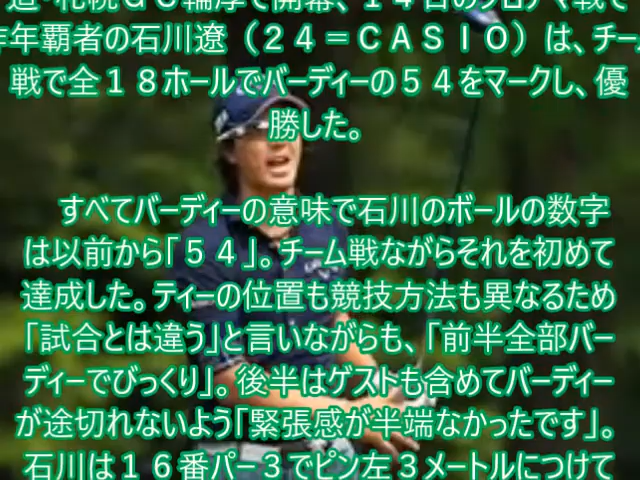 道・札幌GC輪厚で開幕、14日のプロアマ戦で
昨年覇者の石川遼（24＝CASIO）は、チーム
戦で全18ホールでバーディーの54をマークし、優
勝した。
すべてバーディーの意味で石川のボールの数字
は以前から「54」。チーム戦ながらそれを初めて
達成した。ティーの位置も競技方法も異なるため
「試合とは違う」と言いながらも、「前半全部バー
ディーでびっくり」。後半はゲストも含めてバーディー
が途切れないよう「緊張感が半端なかったです」。
石川は16番パー3でピン左3メートルにつけて